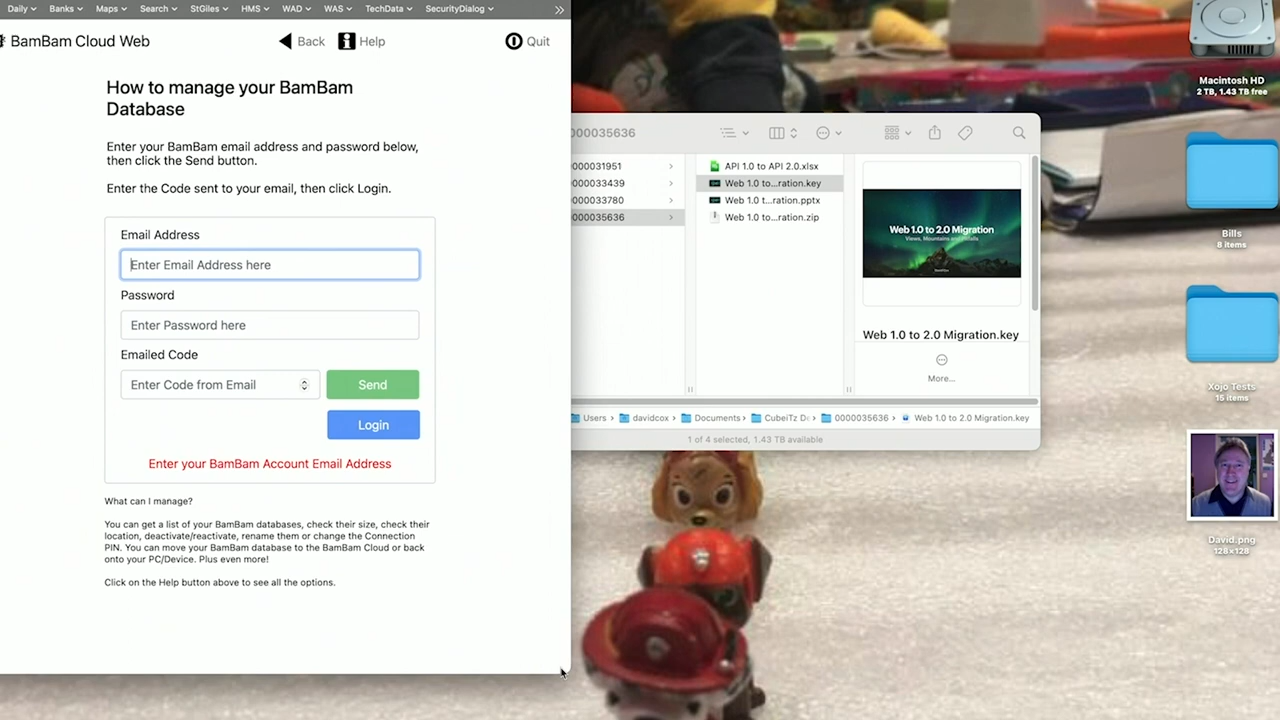 Daily
Banks
Maps
Search
StGiles
HMS
WAD
WAS
TechData
SecurityDialog
BamBam Cloud Web
Back
Help
Quit
How to manage your BamBam
Database
Enter your BamBam email address and password below,
then click the Send button.
Enter the Code sent to your email, then click Login.
Email Address
Enter Email Address here
Password
Enter Password here
Emailed Code
Enter Code from Email
Send
Login
Enter your BamBam Account Email Address
What can I manage?
You can get a list of your BamBam databases, check their size, check their
location, deactivate/reactivate, rename them or change the Connection
PIN. You can move your BamBam database to the BamBam Cloud or back
onto your PC/Device. Plus even more!
Click on the Help button above to see all the options.
0000035636
000031951
000033439
000033780
000035636
API 1.0 to API 2.0.xlsx
Web 1.0 to...ration.key
Web 1.0 t...ration.pptx
Web 1.0 to...ration.zip
Web 1.0 to 2.0 Migration
Views, Mountains and Pitfalls
Web 1.0 to 2.0 Migration.key
More...
Users › davidcox › Documents › CubeiTz D › 0000035636 › Web 1.0 to 2.0 Migration.key
1 of 4 selected, 1.43 TB available
Macintosh HD
2 TB, 1.43 TB free
Bills
8 items
Xojo Tests
15 items
David.png
128×128